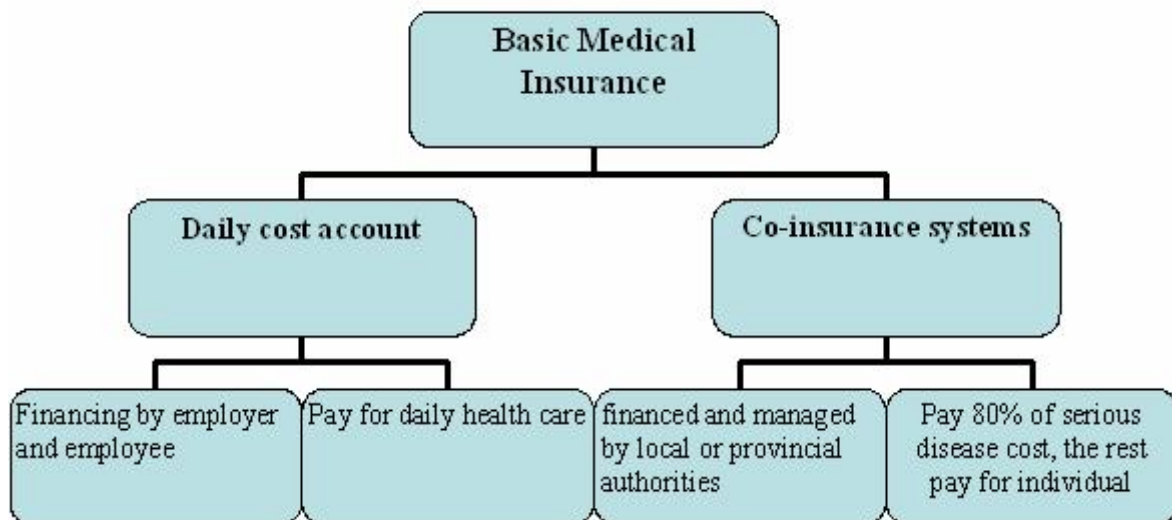 Basic Medical
Insurance
Daily cost account
Co-insurance systems
Financing by employer
and employee
Pay for daily health care
financed and managed
by local or provincial
authorities
Pay 80% of serious
disease cost, the rest
pay for individual